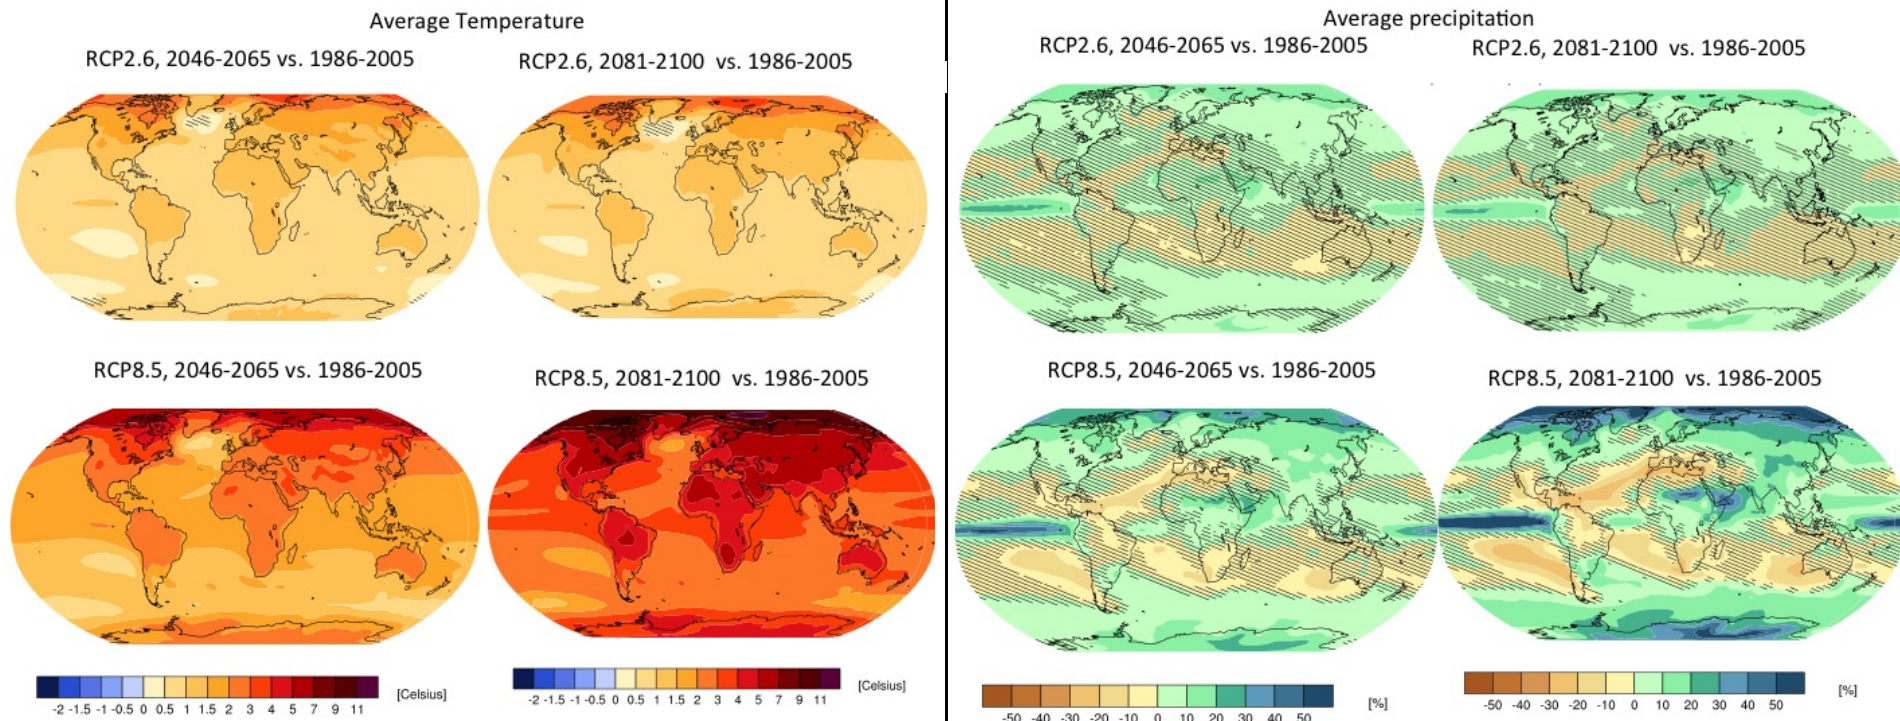 Average Temperature
RCP2.6, 2046-2065 vs. 1986-2005
RCP2.6, 2081-2100 vs. 1986-2005
RCP8.5, 2046-2065 vs. 1986-2005
RCP8.5, 2081-2100 vs. 1986-2005
-2 -1.5 -1 -0.5 0 0.5 1 1.5 2 3 4 5 7 9 11
[Celsius]
-2 -1.5 -1 -0.5 0 0.5 1 1.5 2 3 4 5 7 9 11
[Celsius]
Average precipitation
RCP2.6, 2046-2065 vs. 1986-2005
RCP2.6, 2081-2100 vs. 1986-2005
RCP8.5, 2046-2065 vs. 1986-2005
RCP8.5, 2081-2100 vs. 1986-2005
-50 -40 -30 -20 -10 0 10 20 30 40 50
[%]
-50 -40 -30 -20 -10 0 10 20 30 40 50
[%]